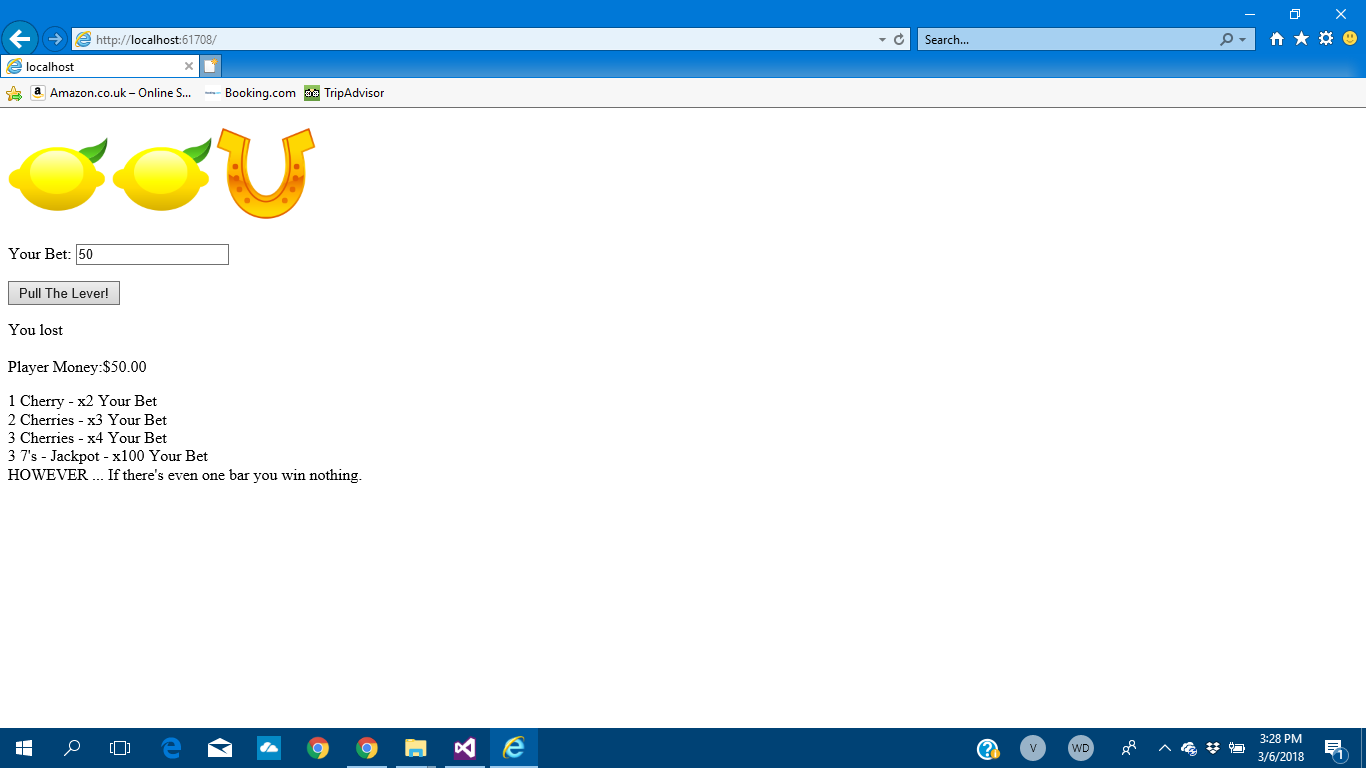 http://localhost:61708/
Search...
localhost
Amazon.co.uk – Online S...
Booking.com
TripAdvisor
Your Bet: 50
Pull The Lever!
You lost
Player Money:$50.00
1 Cherry - x2 Your Bet
2 Cherries - x3 Your Bet
3 Cherries - x4 Your Bet
3 7's - Jackpot - x100 Your Bet
HOWEVER ... If there's even one bar you win nothing.
V
WD
3:28 PM
3/6/2018
1